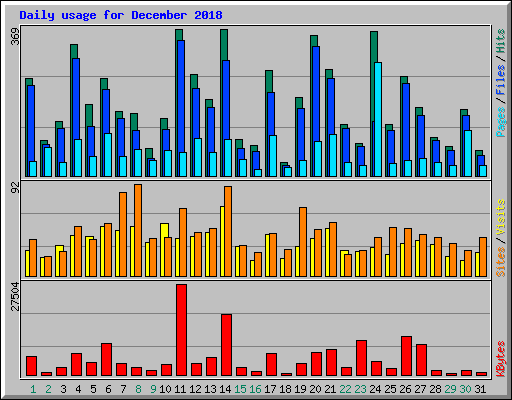 Daily usage for December 2018
369
Pages / Files / Hits
92
Sites / Visits
27504
KBytes
1 2 3 4 5 6 7 8 9 10 11 12 13 14 15 16 17 18 19 20 21 22 23 24 25 26 27 28 29 30 31